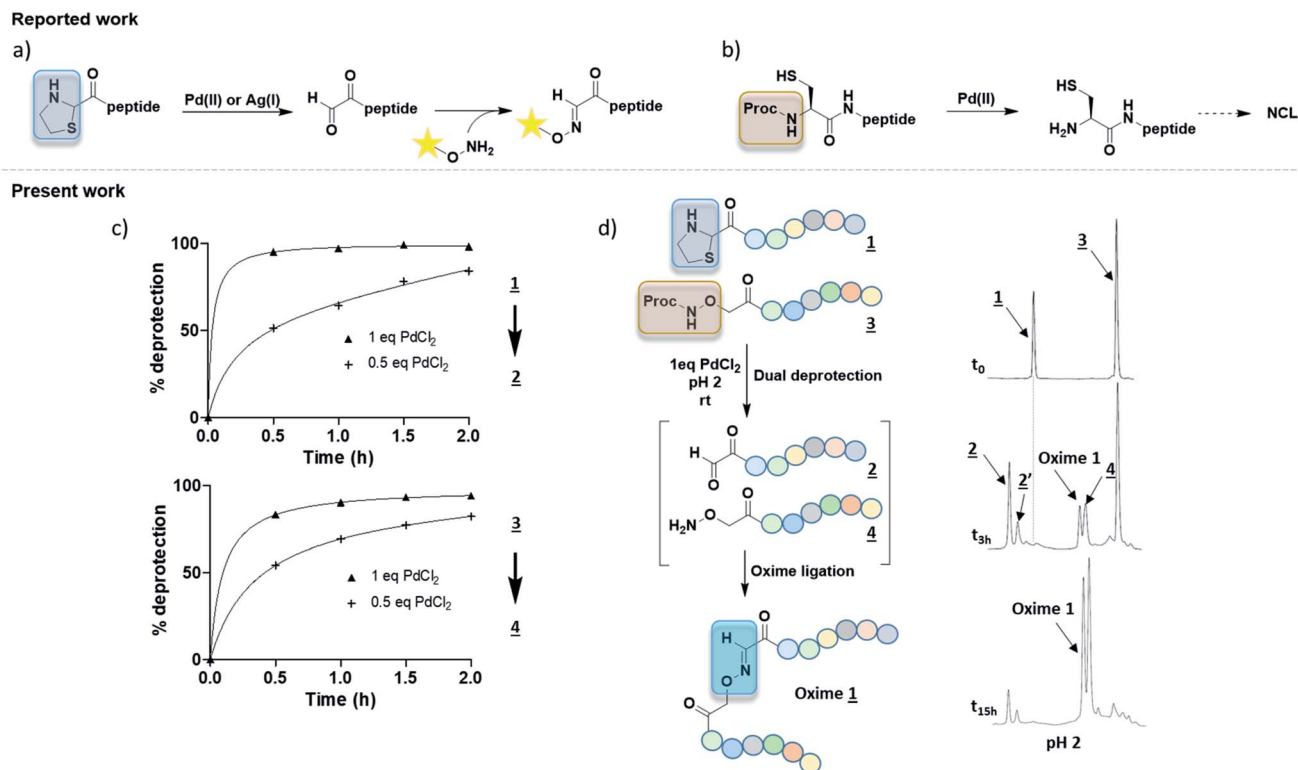 Reported work
a)
H
N
S
O
peptide
Pd(II) or Ag(I)
H
O
O
peptide
O
NH2
H
O
peptide
N
O
b)
HS
Proc
N
H
H
N
peptide
O
Pd(II)
HS
H2N
H
N
peptide
O
NCL
Present work
c)
% deprotection
100
50
0
0.0 0.5 1.0 1.5 2.0
Time (h)
1 eq PdCl2
0.5 eq PdCl2
1
2
% deprotection
100
50
0
0.0 0.5 1.0 1.5 2.0
Time (h)
1 eq PdCl2
0.5 eq PdCl2
3
4
d)
H
N
S
O
1
Proc
N
H
O
O
3
1eq PdCl2
pH 2
rt
Dual deprotection
H
O
O
2
H2N
O
O
4
Oxime ligation
H
O
N
O
Oxime 1
O
1
3
t0
2
2'
Oxime 1
4
t3h
Oxime 1
t15h
pH 2